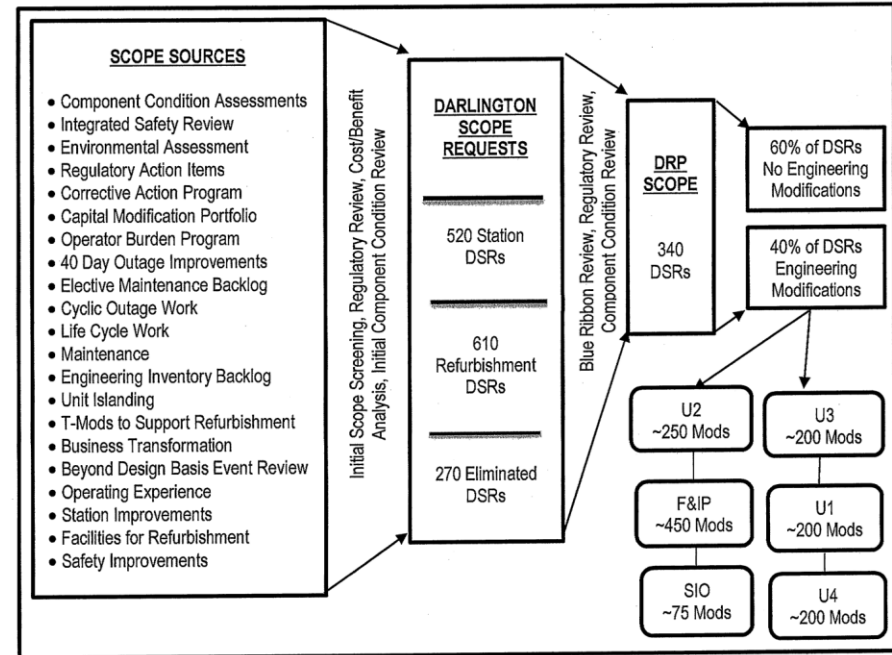 SCOPE SOURCES
• Component Condition Assessments
• Integrated Safety Review
• Environmental Assessment
• Regulatory Action Items
• Corrective Action Program
• Capital Modification Portfolio
• Operator Burden Program
• 40 Day Outage Improvements
• Elective Maintenance Backlog
• Cyclic Outage Work
• Life Cycle Work
• Maintenance
• Engineering Inventory Backlog
• Unit Islanding
• T-Mods to Support Refurbishment
• Business Transformation
• Beyond Design Basis Event Review
• Operating Experience
• Station Improvements
• Facilities for Refurbishment
• Safety Improvements
Initial Scope Screening, Regulatory Review, Cost/Benefit
Analysis, Initial Component Condition Review
DARLINGTON
SCOPE
REQUESTS
520 Station
DSRs
610
Refurbishment
DSRs
270 Eliminated
DSRs
Blue Ribbon Review, Regulatory Review,
Component Condition Review
DRP
SCOPE
340
DSRs
60% of DSRs
No Engineering
Modifications
40% of DSRs
Engineering
Modifications
U2
~250 Mods
F&IP
~450 Mods
SIO
~75 Mods
U3
~200 Mods
U1
~200 Mods
U4
~200 Mods